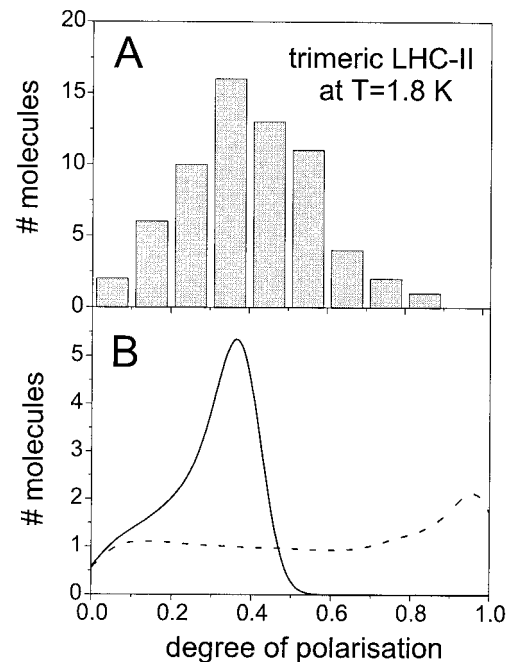 20
A
trimeric LHC-II
at T=1.8 K
15
10
5
0
# molecules
B
5
4
3
2
1
0
# molecules
0.0 0.2 0.4 0.6 0.8 1.0
degree of polarisation